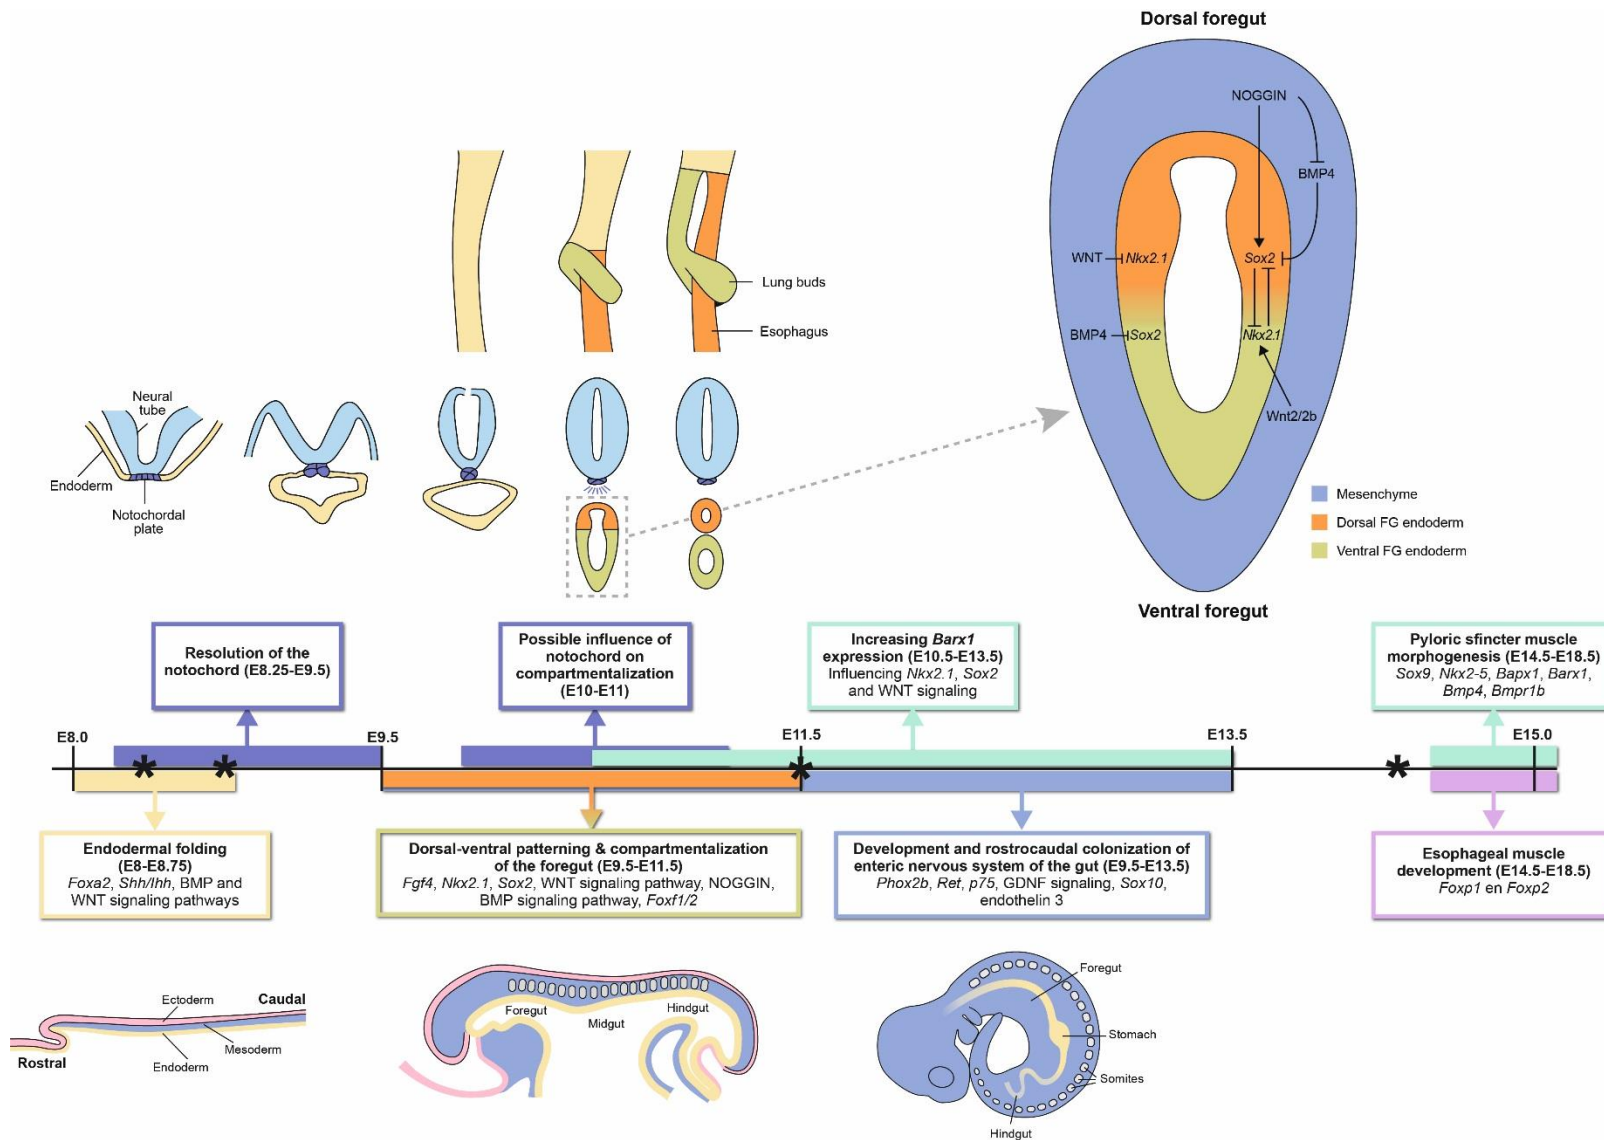 Dorsal foregut
NOGGIN
BMP4
WNT
Nkx2.1
Sox2
BMP4
Sox2
Nkx2.1
Wnt2/2b
Mesenchyme
Dorsal FG endoderm
Ventral FG endoderm
Ventral foregut
Lung buds
Esophagus
Neural
tube
Endoderm
Notochordal
plate
Resolution of the
notochord (E8.25-E9.5)
Possible influence of
notochord on
compartmentalization
(E10-E11)
Increasing Barx1
expression (E10.5-E13.5)
Influencing Nkx2.1, Sox2
and WNT signaling
Pyloric sfincter muscle
morphogenesis (E14.5-E18.5)
Sox9, Nkx2-5, Bapx1, Barx1,
Bmp4, Bmpr1b
E8.0
E9.5
E11.5
E13.5
E15.0
* * * *
Endodermal folding
(E8-E8.75)
Foxa2, Shh/Ihh, BMP and
WNT signaling pathways
Dorsal-ventral patterning & compartmentalization
of the foregut (E9.5-E11.5)
Fgf4, Nkx2.1, Sox2, WNT signaling pathway, NOGGIN,
BMP signaling pathway, Foxf1/2
Development and rostrocaudal colonization of
enteric nervous system of the gut (E9.5-E13.5)
Phox2b, Ret, p75, GDNF signaling, Sox10,
endothelin 3
Esophageal muscle
development (E14.5-E18.5)
Foxp1 en Foxp2
Ectoderm
Caudal
Mesoderm
Endoderm
Rostral
Foregut
Midgut
Hindgut
Foregut
Stomach
Somites
Hindgut